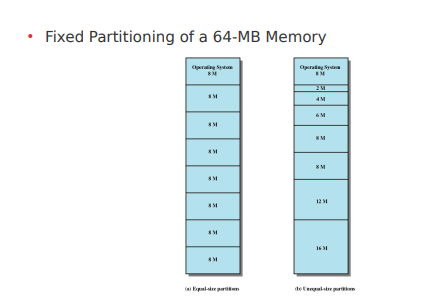 • Fixed Partitioning of a 64-MB Memory
Operating System
8 M
8 M
8 M
8 M
8 M
8 M
8 M
8 M
(a) Equal-size partitions
Operating System
8 M
2 M
4 M
6 M
8 M
8 M
12 M
16 M
(b) Unequal-size partitions